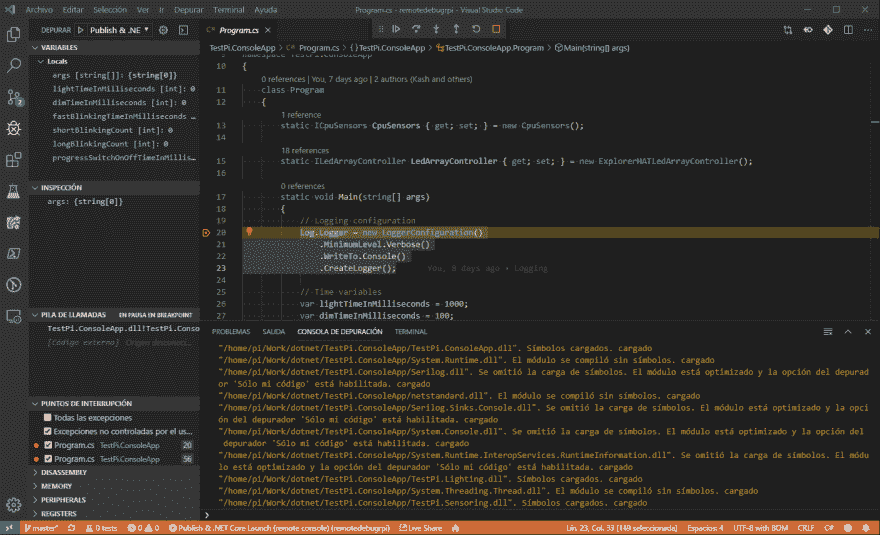 Archivo Editar Selección Ver Ir Depurar Terminal Ayuda
Program.cs - remotedebugrpi - Visual Studio Code
DEPURAR Publish & .NE
Program.cs
TestPi.ConsoleApp > C# Program.cs > {} TestPi.ConsoleApp > TestPi.ConsoleApp.Program > Main(string[] args)
VARIABLES
Locals
args [string[]]: {string[0]}
lightTimeInMilliseconds [int]: 0
dimTimeInMilliseconds [int]: 0
fastBlinkingTimeInMilliseconds
shortBlinkingCount [int]: 0
longBlinkingCount [int]: 0
progressSwitchOnOffTimeInMillis…
INSPECCIÓN
args: {string[0]}
PILA DE LLAMADAS EN PAUSA EN BREAKPOINT
TestPi.ConsoleApp.dll!TestPi.Conso
[Código externo]
PUNTOS DE INTERRUPCIÓN
Todas las excepciones
Excepciones no controladas por el us…
Program.cs TestPi.ConsoleApp 20
Program.cs TestPi.ConsoleApp 56
DISASSEMBLY
MEMORY
PERIPHERALS
REGISTERS
namespace TestPi.ConsoleApp
10 {
0 references | You, 7 days ago | 2 authors (Kash and others)
11 class Program
12 {
1 reference
13 static ICpuSensors CpuSensors { get; set; } = new CpuSensors();
14
18 references
15 static ILedArrayController LedArrayController { get; set; } = new ExplorerHATLedArrayController();
16
0 references
17 static void Main(string[] args)
18 {
19 // Logging configuration
20 Log.Logger = new LoggerConfiguration()
21 .MinimumLevel.Verbose()
22 .WriteTo.Console()
23 .CreateLogger(); You, 8 days ago • Logging
24
25 // Time variables
26 var lightTimeInMilliseconds = 1000;
27 var dimTimeInMilliseconds = 100;
PROBLEMAS SALIDA CONSOLA DE DEPURACIÓN TERMINAL
"/home/pi/Work/dotnet/TestPi.ConsoleApp/TestPi.ConsoleApp.dll". Símbolos cargados. cargado
"/home/pi/Work/dotnet/TestPi.ConsoleApp/System.Runtime.dll". El módulo se compiló sin símbolos. cargado
"/home/pi/Work/dotnet/TestPi.ConsoleApp/Serilog.dll". Se omitió la carga de símbolos. El módulo está optimizado y la opción del depurad
or 'Sólo mi código' está habilitada. cargado
"/home/pi/Work/dotnet/TestPi.ConsoleApp/netstandard.dll". El módulo se compiló sin símbolos. cargado
"/home/pi/Work/dotnet/TestPi.ConsoleApp/Serilog.Sinks.Console.dll". Se omitió la carga de símbolos. El módulo está optimizado y la opci
ón del depurador 'Sólo mi código' está habilitada. cargado
"/home/pi/Work/dotnet/TestPi.ConsoleApp/System.Console.dll". Se omitió la carga de símbolos. El módulo está optimizado y la opción del
depurador 'Sólo mi código' está habilitada. cargado
"/home/pi/Work/dotnet/TestPi.ConsoleApp/System.Runtime.InteropServices.RuntimeInformation.dll". Se omitió la carga de símbolos. El módu
lo está optimizado y la opción del depurador 'Sólo mi código' está habilitada. cargado
"/home/pi/Work/dotnet/TestPi.ConsoleApp/TestPi.Lighting.dll". Símbolos cargados. cargado
"/home/pi/Work/dotnet/TestPi.ConsoleApp/System.Threading.Thread.dll". El módulo se compiló sin símbolos. cargado
"/home/pi/Work/dotnet/TestPi.ConsoleApp/TestPi.Sensoring.dll". Símbolos cargados. cargado
master* 0 tests 0 0 Publish & .NET Core Launch (remote console) (remotedebugrpi) Live Share Lín. 23, Col. 33 (149 seleccionada) Espacios: 4 UTF-8 with BOM CRLF C#